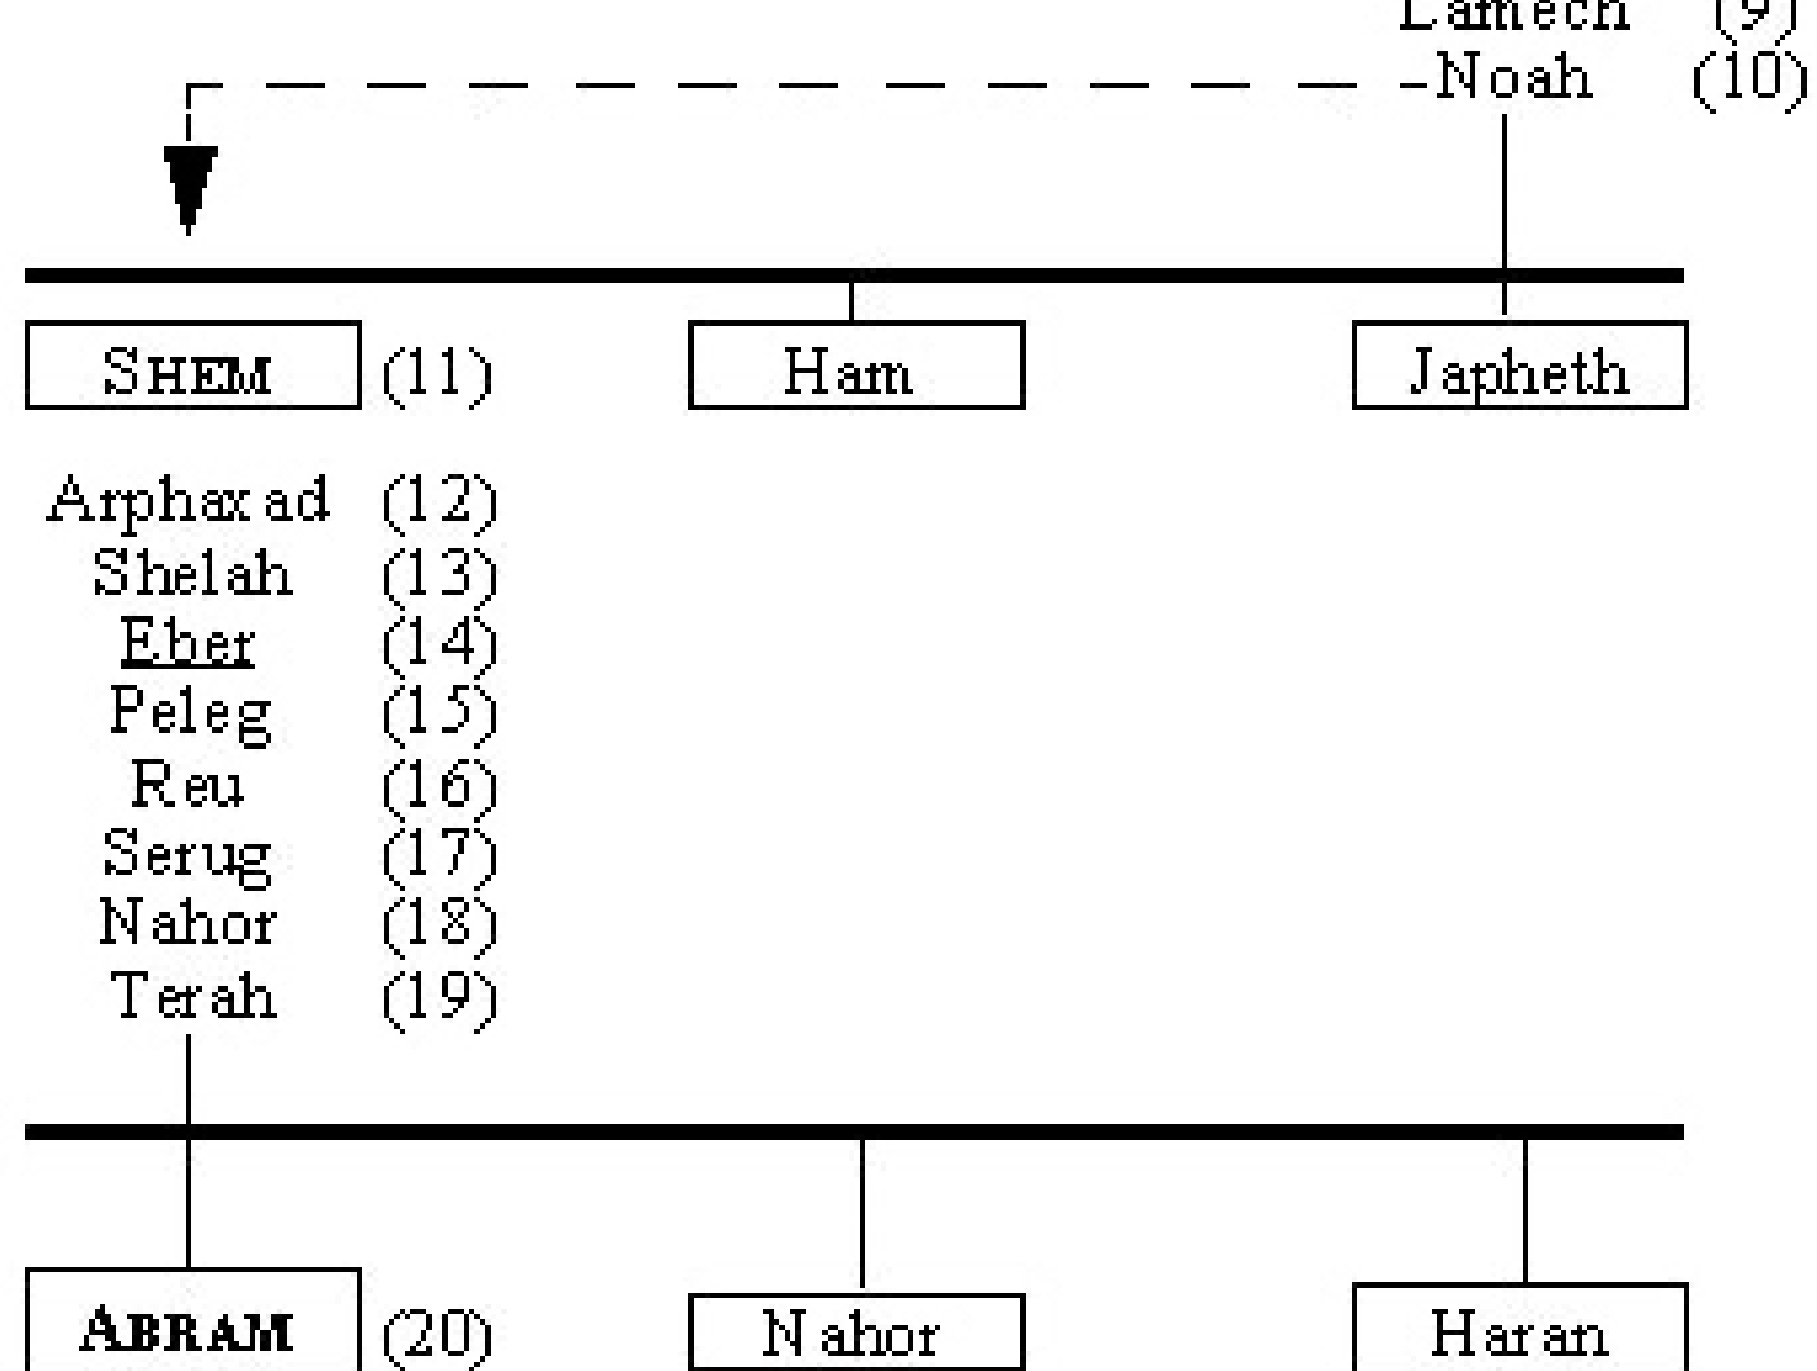 Lamech (9)
Noah (10)
SHEM (11) Ham Japheth
Arphaxad (12)
Shelah (13)
Eber (14)
Peleg (15)
Reu (16)
Serug (17)
Nahor (18)
Terah (19)
ABRAM (20) Nahor Haran